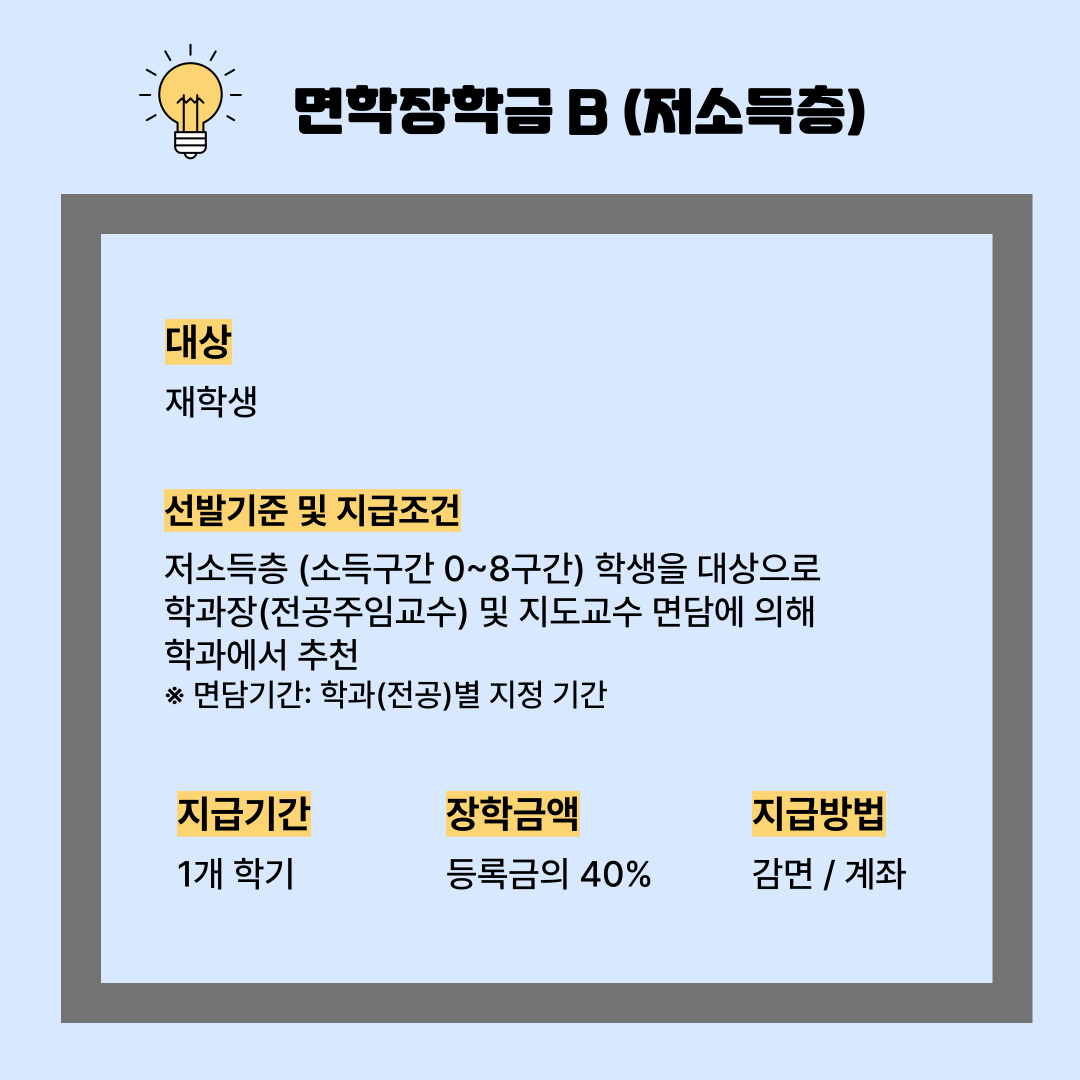 면학장학금 B (저소득층)
대상
재학생
선발기준 및 지급조건
저소득층 (소득구간 0~8구간) 학생을 대상으로
학과장(전공주임교수) 및 지도교수 면담에 의해
학과에서 추천
※ 면담기간: 학과(전공)별 지정 기간
지급기간
1개 학기
장학금액
등록금의 40%
지급방법
감면 / 계좌